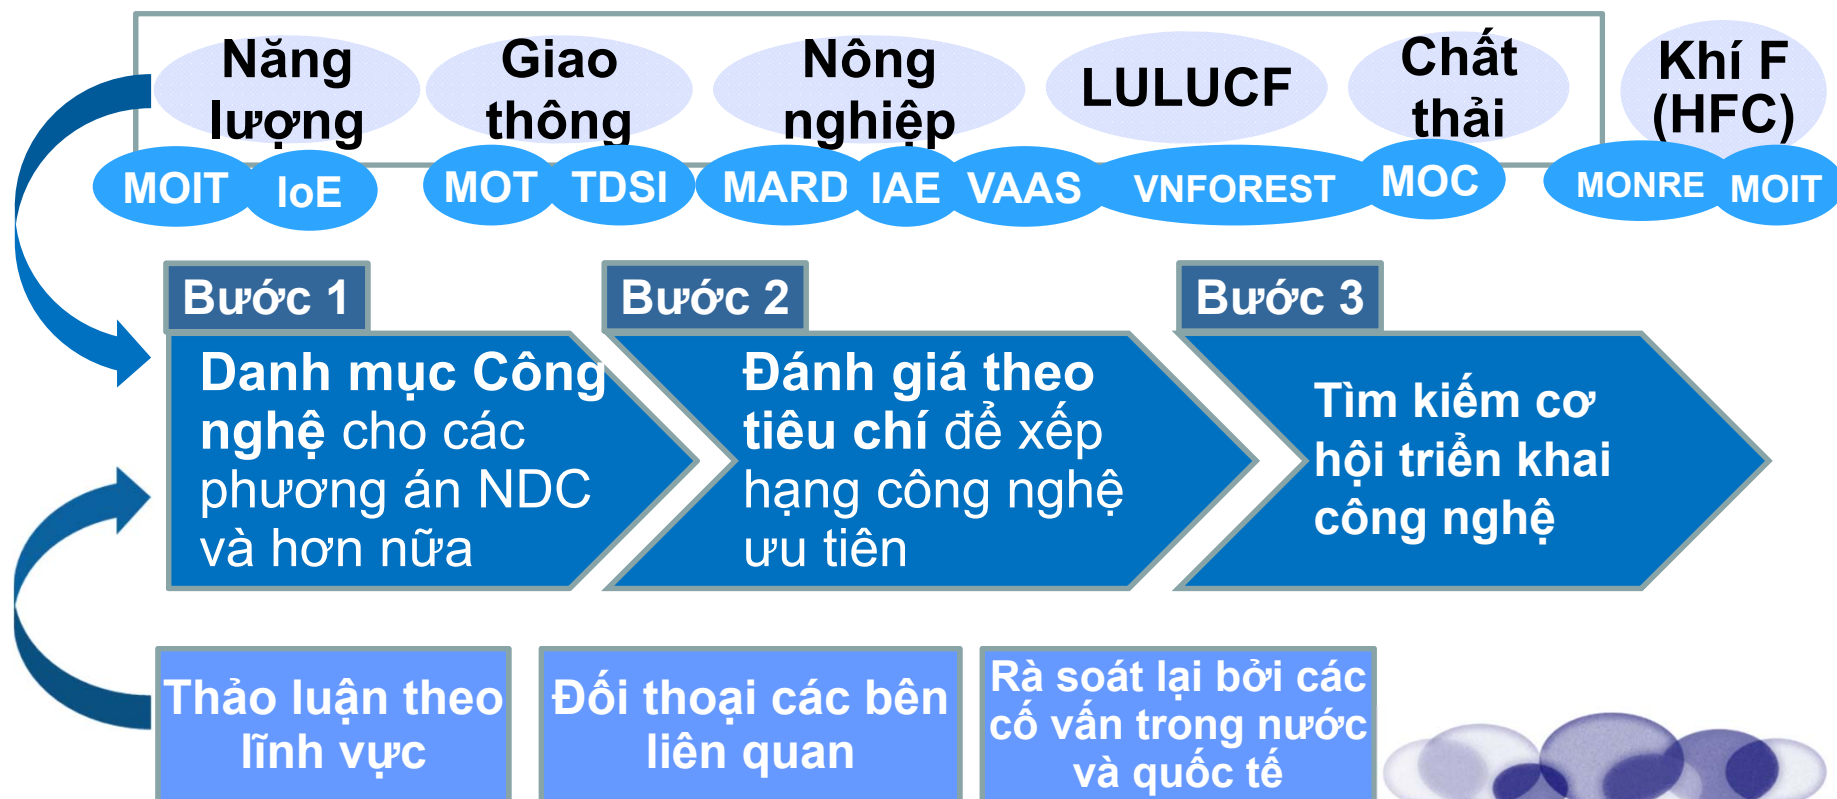 Năng
lượng
Giao
thông
Nông
nghiệp
LULUCF
Chất
thải
Khí F
(HFC)
MOIT
IoE
MOT
TDSI
MARD
IAE
VAAS
VNFOREST
MOC
MONRE
MOIT
Bước 1
Danh mục Công
nghệ cho các
phương án NDC
và hơn nữa
Bước 2
Đánh giá theo
tiêu chí để xếp
hạng công nghệ
ưu tiên
Bước 3
Tìm kiếm cơ
hội triển khai
công nghệ
Thảo luận theo
lĩnh vực
Đối thoại các bên
liên quan
Rà soát lại bởi các
cố vấn trong nước
và quốc tế